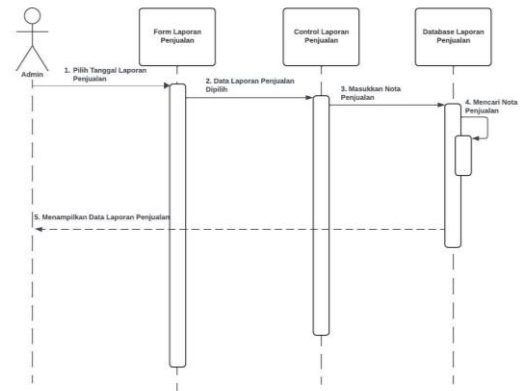 Form Laporan
Penjualan
Control Laporan
Penjualan
Database Laporan
Penjualan
Admin
1. Pilih Tanggal Laporan
Penjualan
2. Data Laporan Penjualan
Dipilih
3. Masukkan Nota
Penjualan
4. Mencari Nota
Penjualan
5. Menampilkan Data Laporan Penjualan